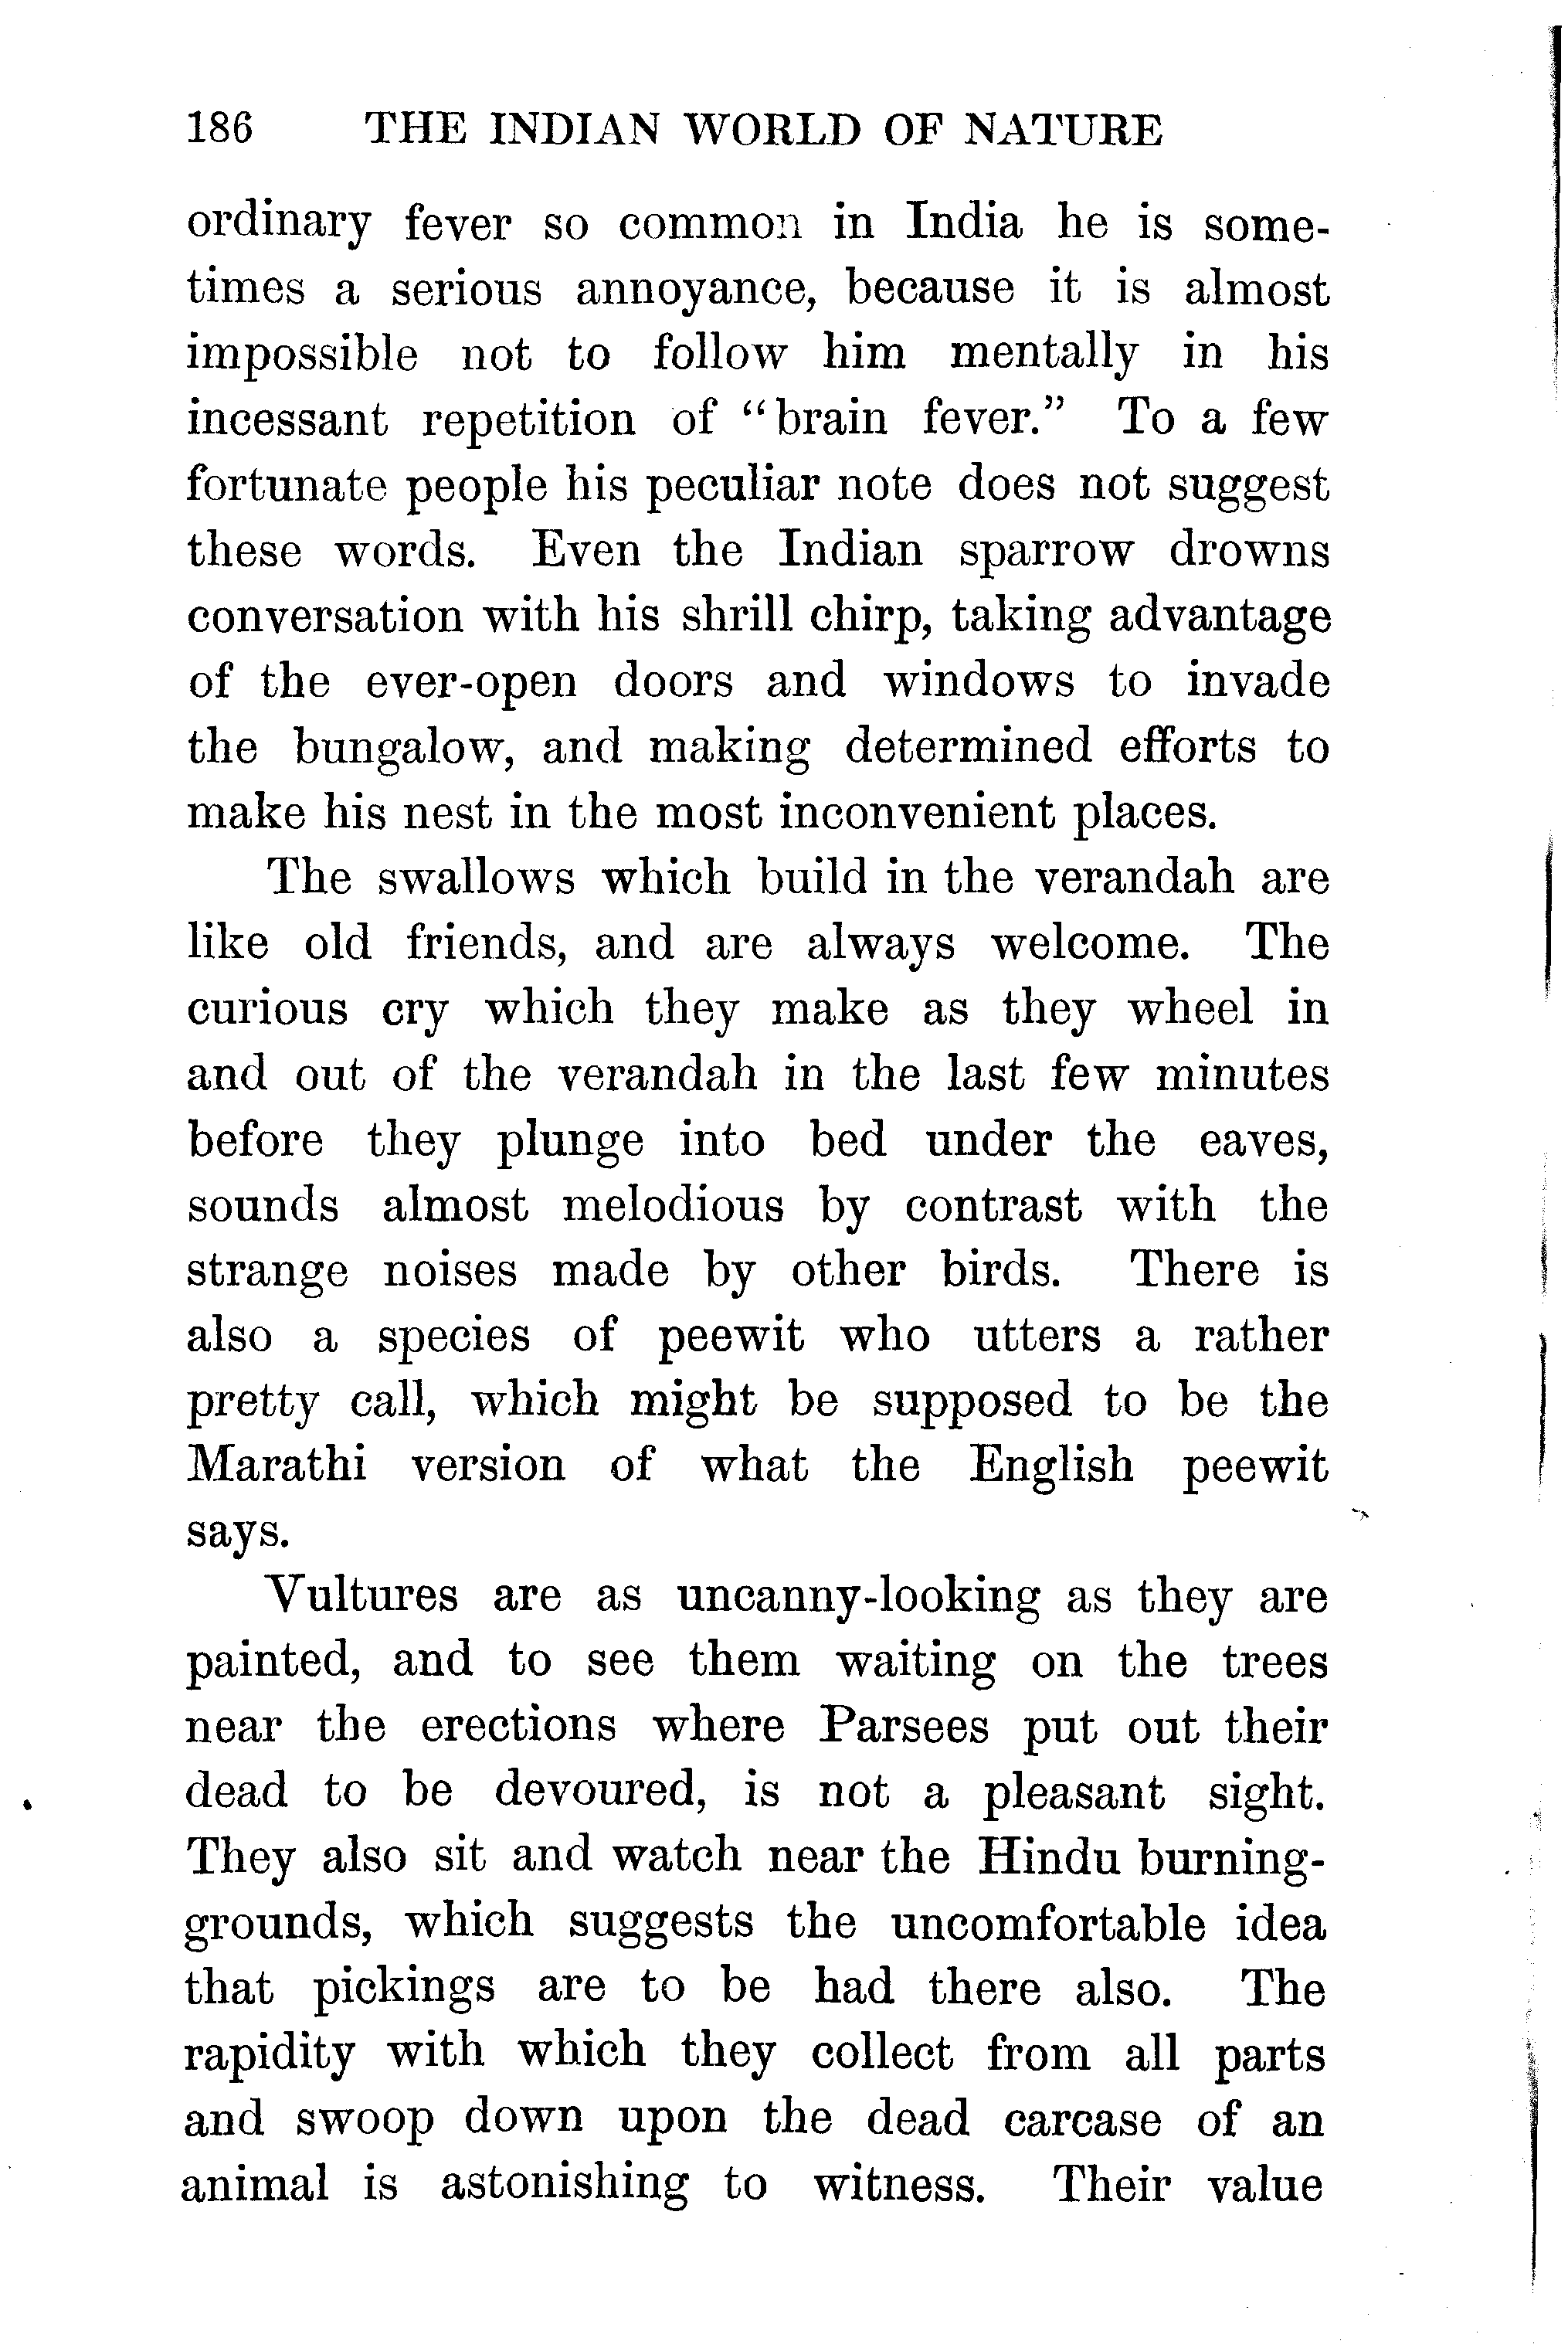 186 THE INDIAN WORLD OF NATURE
ordinary fever so common in India he is some-
times a serious annoyance, because it is almost
impossible not to follow him mentally in his
incessant repetition of “brain fever.” To a few
fortunate people his peculiar note does not suggest
these words. Even the Indian sparrow drowns
conversation with his shrill chirp, taking advantage
of the ever-open doors and windows to invade
the bungalow, and making determined efforts to
make his nest in the most inconvenient places.
The swallows which build in the verandah are
like old friends, and are always welcome. The
curious cry which they make as they wheel in
and out of the verandah in the last few minutes
before they plunge into bed under the eaves,
sounds almost melodious by contrast with the
strange noises made by other birds. There is
also a species of peewit who utters a rather
pretty call, which might be supposed to be the
Marathi version of what the English peewit
says.
Vultures are as uncanny-looking as they are
painted, and to see them waiting on the trees
near the erections where Parsees put out their
dead to be devoured, is not a pleasant sight.
They also sit and watch near the Hindu burning-
grounds, which suggests the uncomfortable idea
that pickings are to be had there also. The
rapidity with which they collect from all parts
and swoop down upon the dead carcase of an
animal is astonishing to witness. Their value